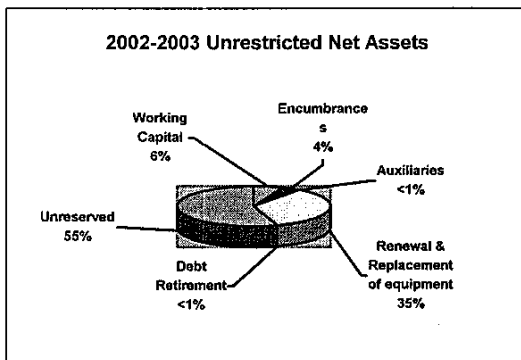 2002-2003 Unrestricted Net Assets
Working
Capital
6%
Encumbrance
s
4%
Auxiliaries
<1%
Unreserved
55%
Debt
Retirement
<1%
Renewal &
Replacement
of equipment
35%